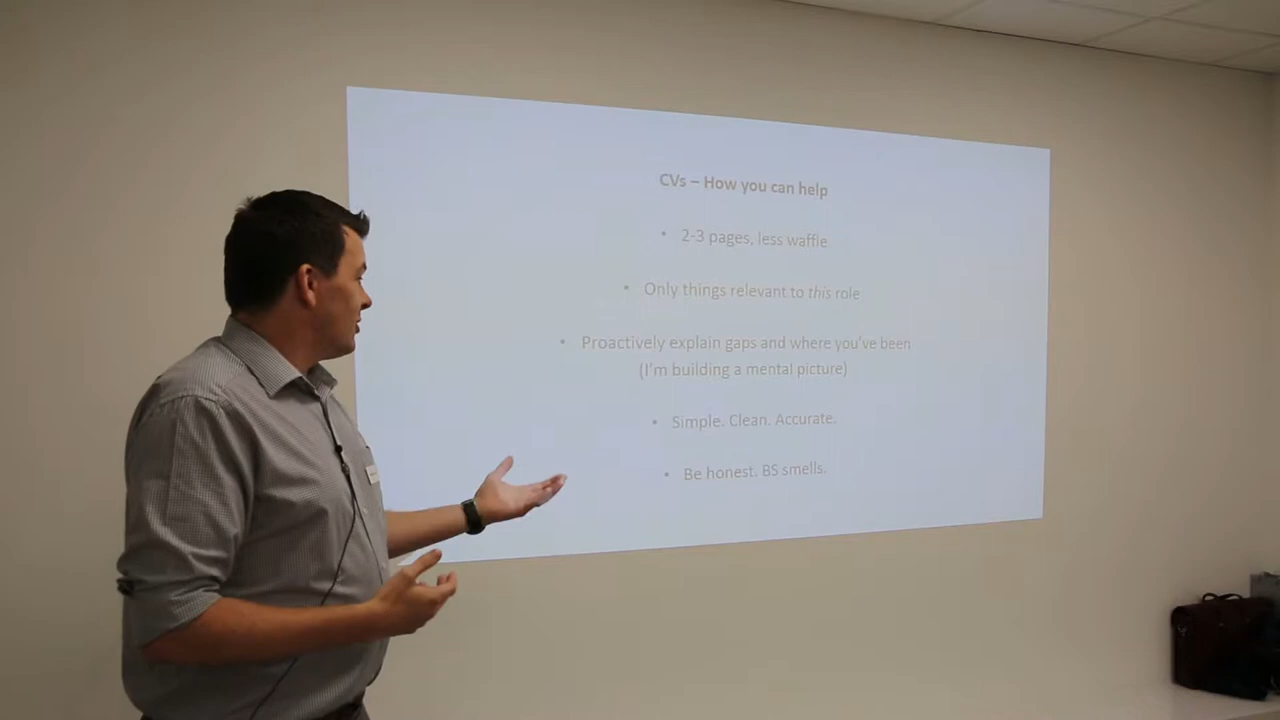 CVs – How you can help
• 2-3 pages, less waffle
• Only things relevant to this role
• Proactively explain gaps and where you've been
(I'm building a mental picture)
• Simple. Clean. Accurate.
• Be honest. BS smells.